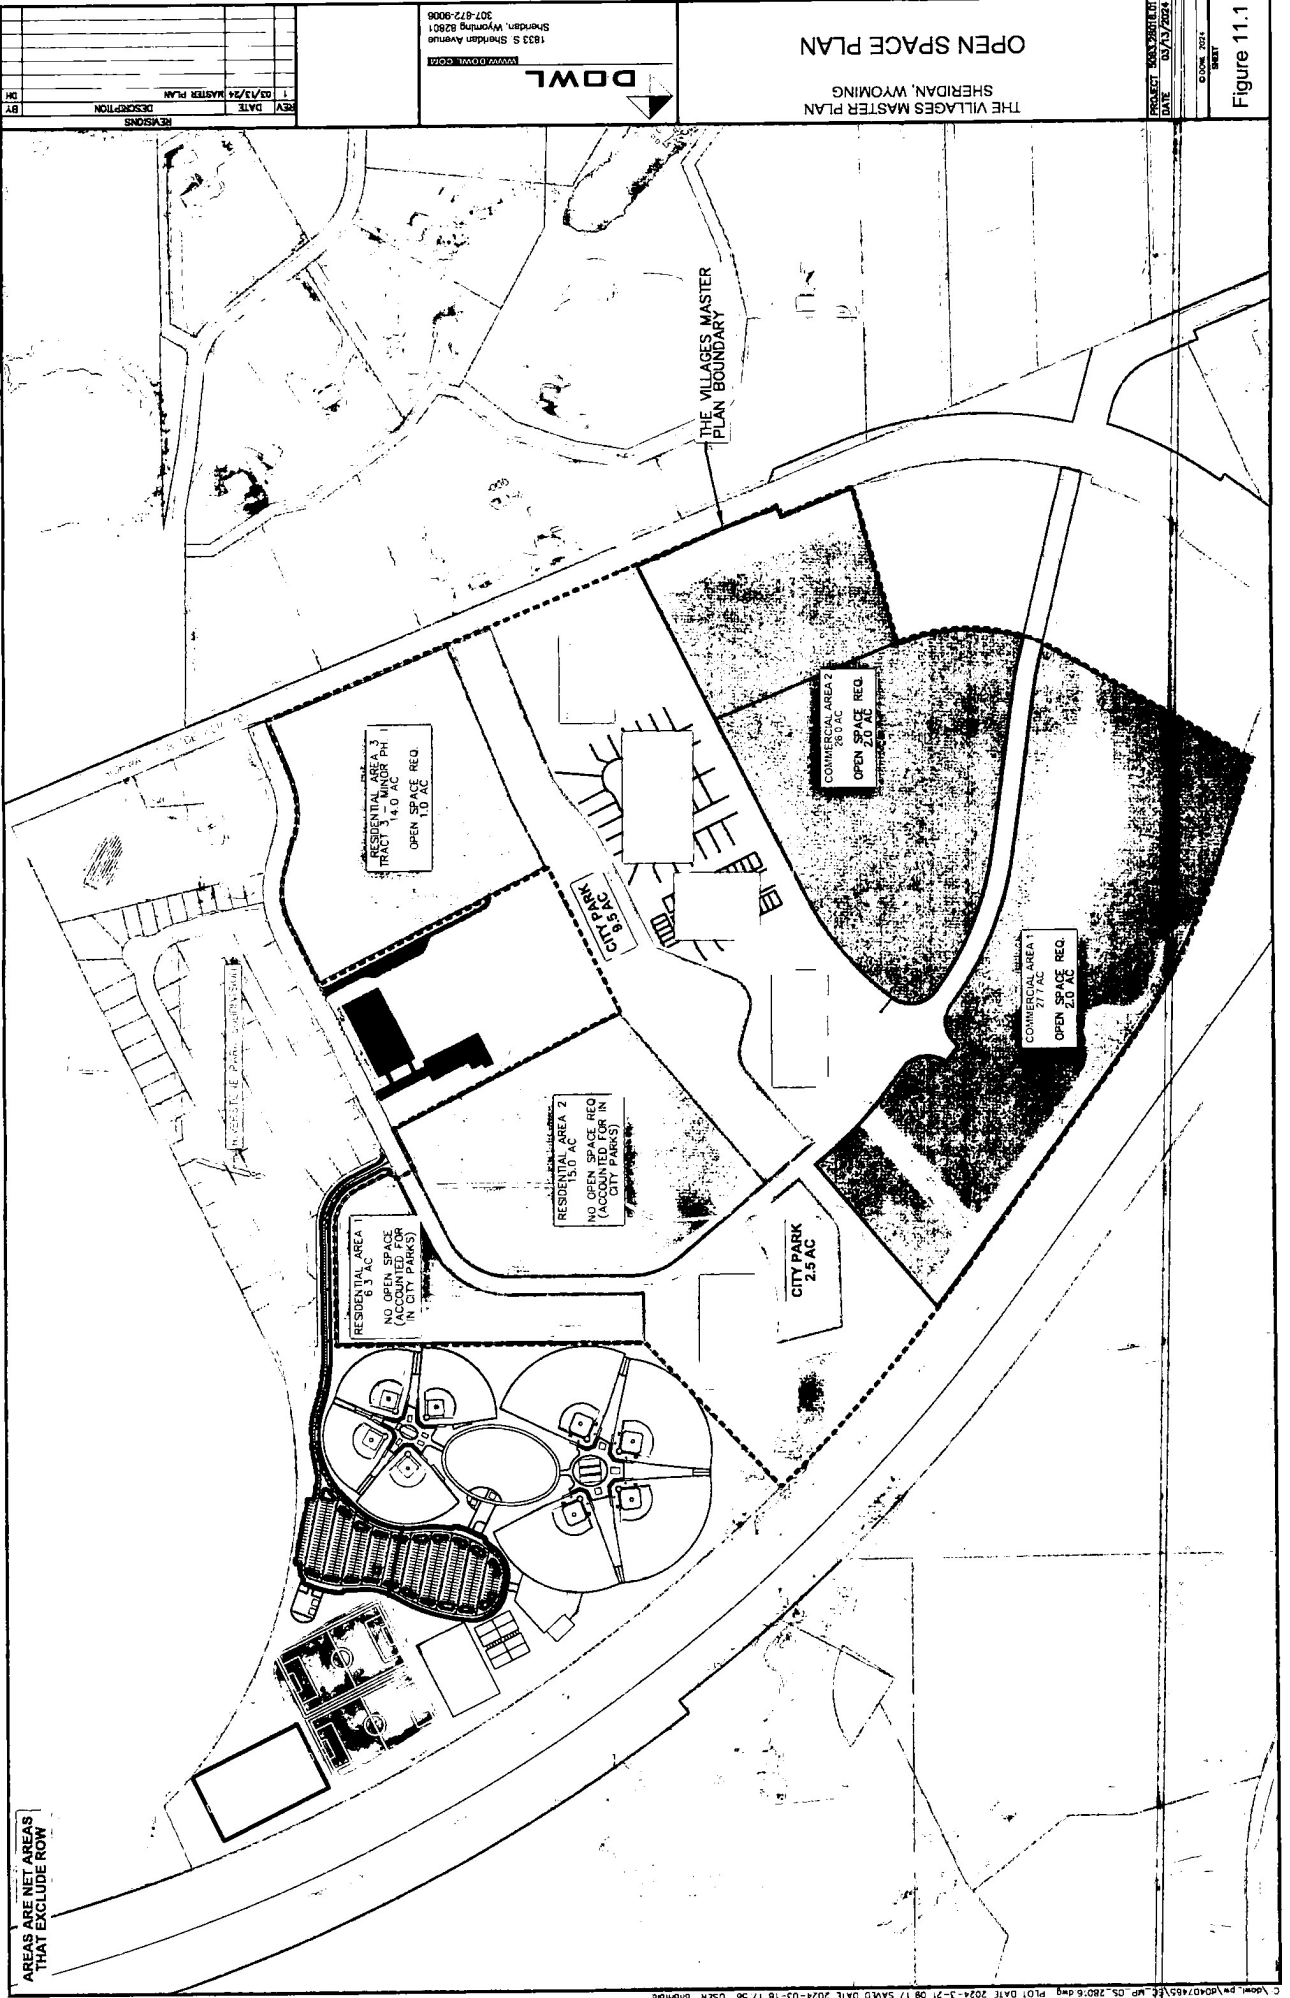 AREAS ARE NET AREAS
THAT EXCLUDE ROW
THE VILLAGES MASTER
PLAN BOUNDARY
RESIDENTIAL AREA 3
TRACT 3 - MINOR PH 1
14.0 AC
OPEN SPACE REQ.
1.0 AC
CITY PARK
9.5 AC
COMMERCIAL AREA 2
26.0 AC
OPEN SPACE REQ.
2.0 AC
COMMERCIAL AREA 1
27.7 AC
OPEN SPACE REQ.
2.0 AC
RESIDENTIAL AREA 2
15.0 AC
NO OPEN SPACE REQ
(ACCOUNTED FOR IN
CITY PARKS)
RESIDENTIAL AREA 1
6.3 AC
NO OPEN SPACE
(ACCOUNTED FOR
IN CITY PARKS)
CITY PARK
2.5 AC
REVISIONS
REV DATE DESCRIPTION BY
1 03/13/24 MASTER PLAN DH
DOWL
WWW.DOWL.COM
1833 S Sheridan Avenue
Sheridan, Wyoming 82801
307-672-9006
THE VILLAGES MASTER PLAN
SHERIDAN, WYOMING
OPEN SPACE PLAN
PROJECT
DATE 03/13/2024
© DOWL 2024
SHEET
Figure 11.1